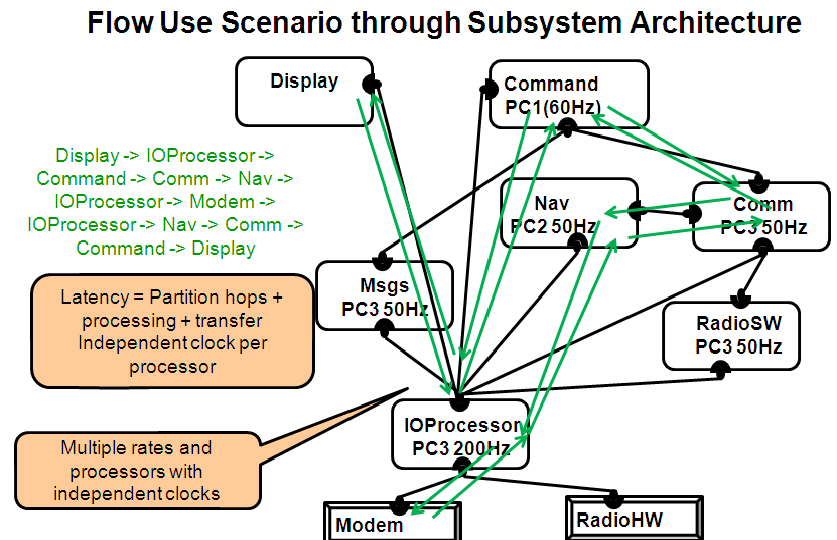 Flow Use Scenario through Subsystem Architecture
Display
Command
PC1(60Hz)
Display -> IOProcessor ->
Command -> Comm -> Nav ->
IOProcessor -> Modem ->
IOProcessor -> Nav -> Comm ->
Command -> Display
Nav
PC2 50Hz
Comm
PC3 50Hz
Latency = Partition hops +
processing + transfer
Independent clock per
processor
Msgs
PC3 50Hz
RadioSW
PC3 50Hz
IOProcessor
PC3 200Hz
Multiple rates and
processors with
independent clocks
Modem
RadioHW